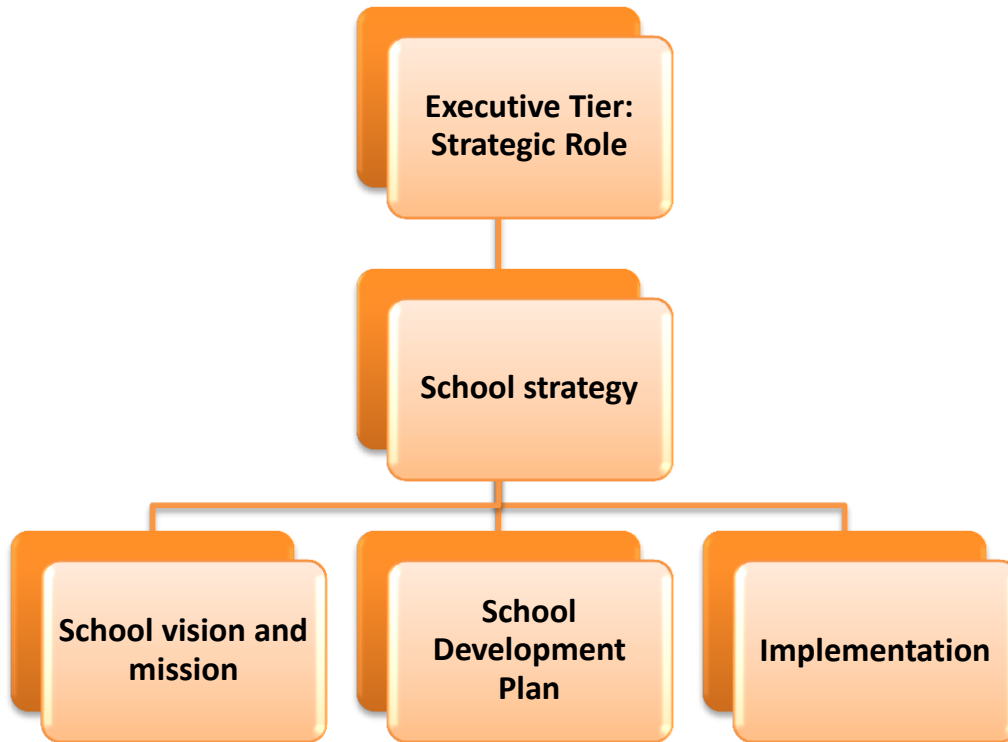 Executive Tier:
Strategic Role
School strategy
School vision and
mission
School
Development
Plan
Implementation